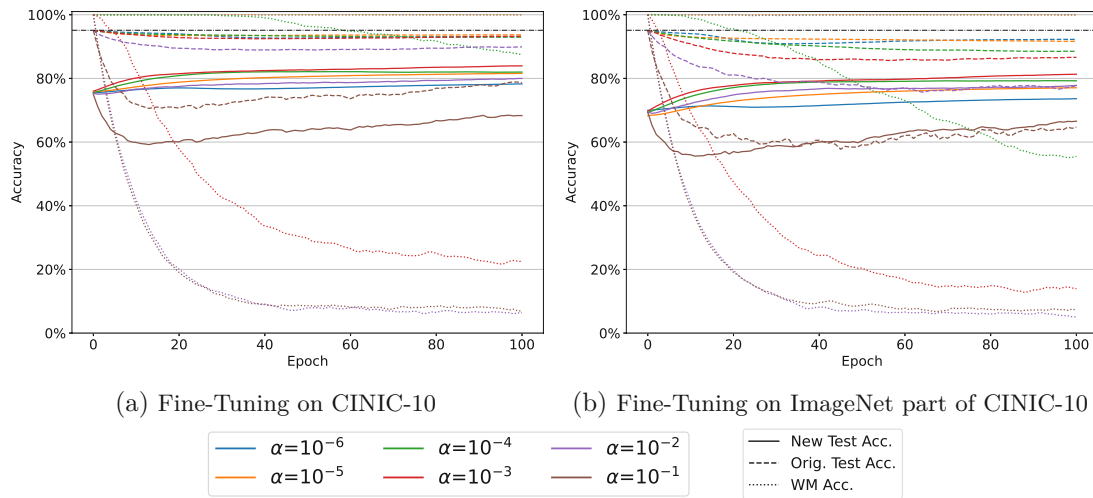 100%
80%
60%
40%
20%
0%
Accuracy
0 20 40 60 80 100
Epoch
(a) Fine-Tuning on CINIC-10
100%
80%
60%
40%
20%
0%
Accuracy
0 20 40 60 80 100
Epoch
(b) Fine-Tuning on ImageNet part of CINIC-10
α=10⁻⁶ α=10⁻⁴ α=10⁻²
α=10⁻⁵ α=10⁻³ α=10⁻¹
New Test Acc.
Orig. Test Acc.
WM Acc.